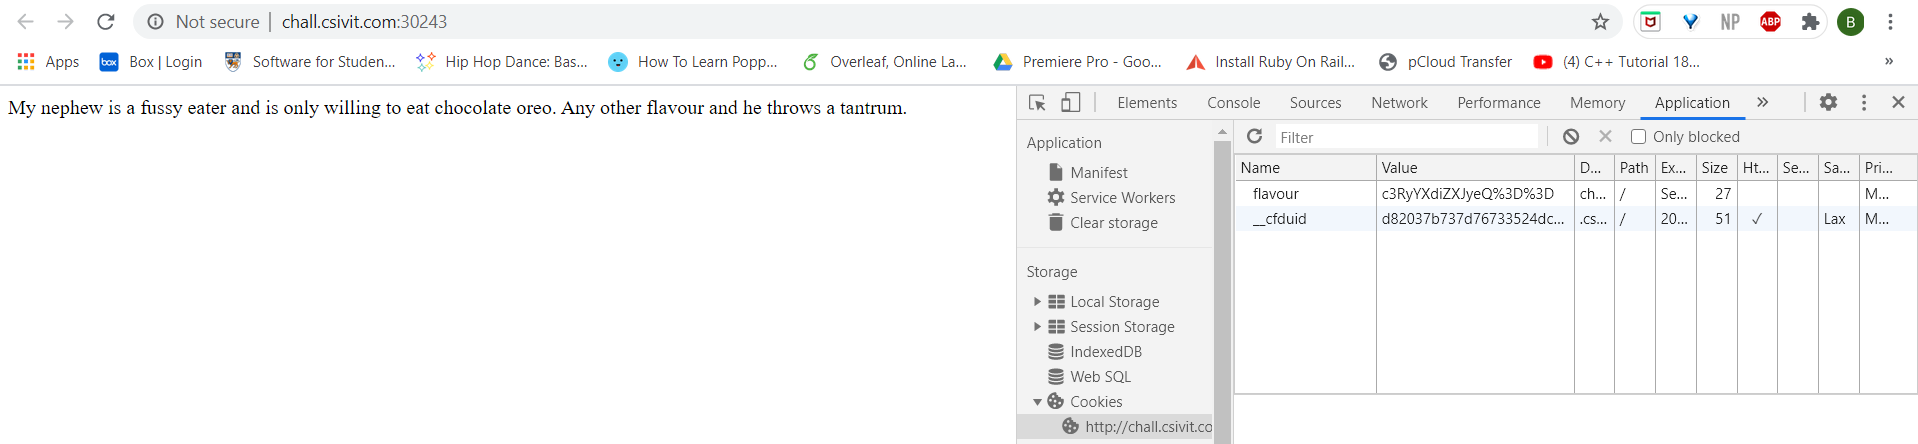 Not secure | chall.csivit.com:30243
NP ABP B
Apps box Box | Login Software for Studen... Hip Hop Dance: Bas... How To Learn Popp... Overleaf, Online La... Premiere Pro - Goo... Install Ruby On Rail... pCloud Transfer (4) C++ Tutorial 18... »
My nephew is a fussy eater and is only willing to eat chocolate oreo. Any other flavour and he throws a tantrum.
Elements Console Sources Network Performance Memory Application »
Application
Manifest
Service Workers
Clear storage
Storage
Local Storage
Session Storage
IndexedDB
Web SQL
Cookies
http://chall.csivit.co
Filter Only blocked
Name Value D... Path Ex... Size Ht... Se... Sa... Pri...
flavour c3RyYXdiZXJyeQ%3D%3D ch... / Se... 27 M...
__cfduid d82037b737d76733524dc... .cs... / 20... 51 ✓ Lax M...